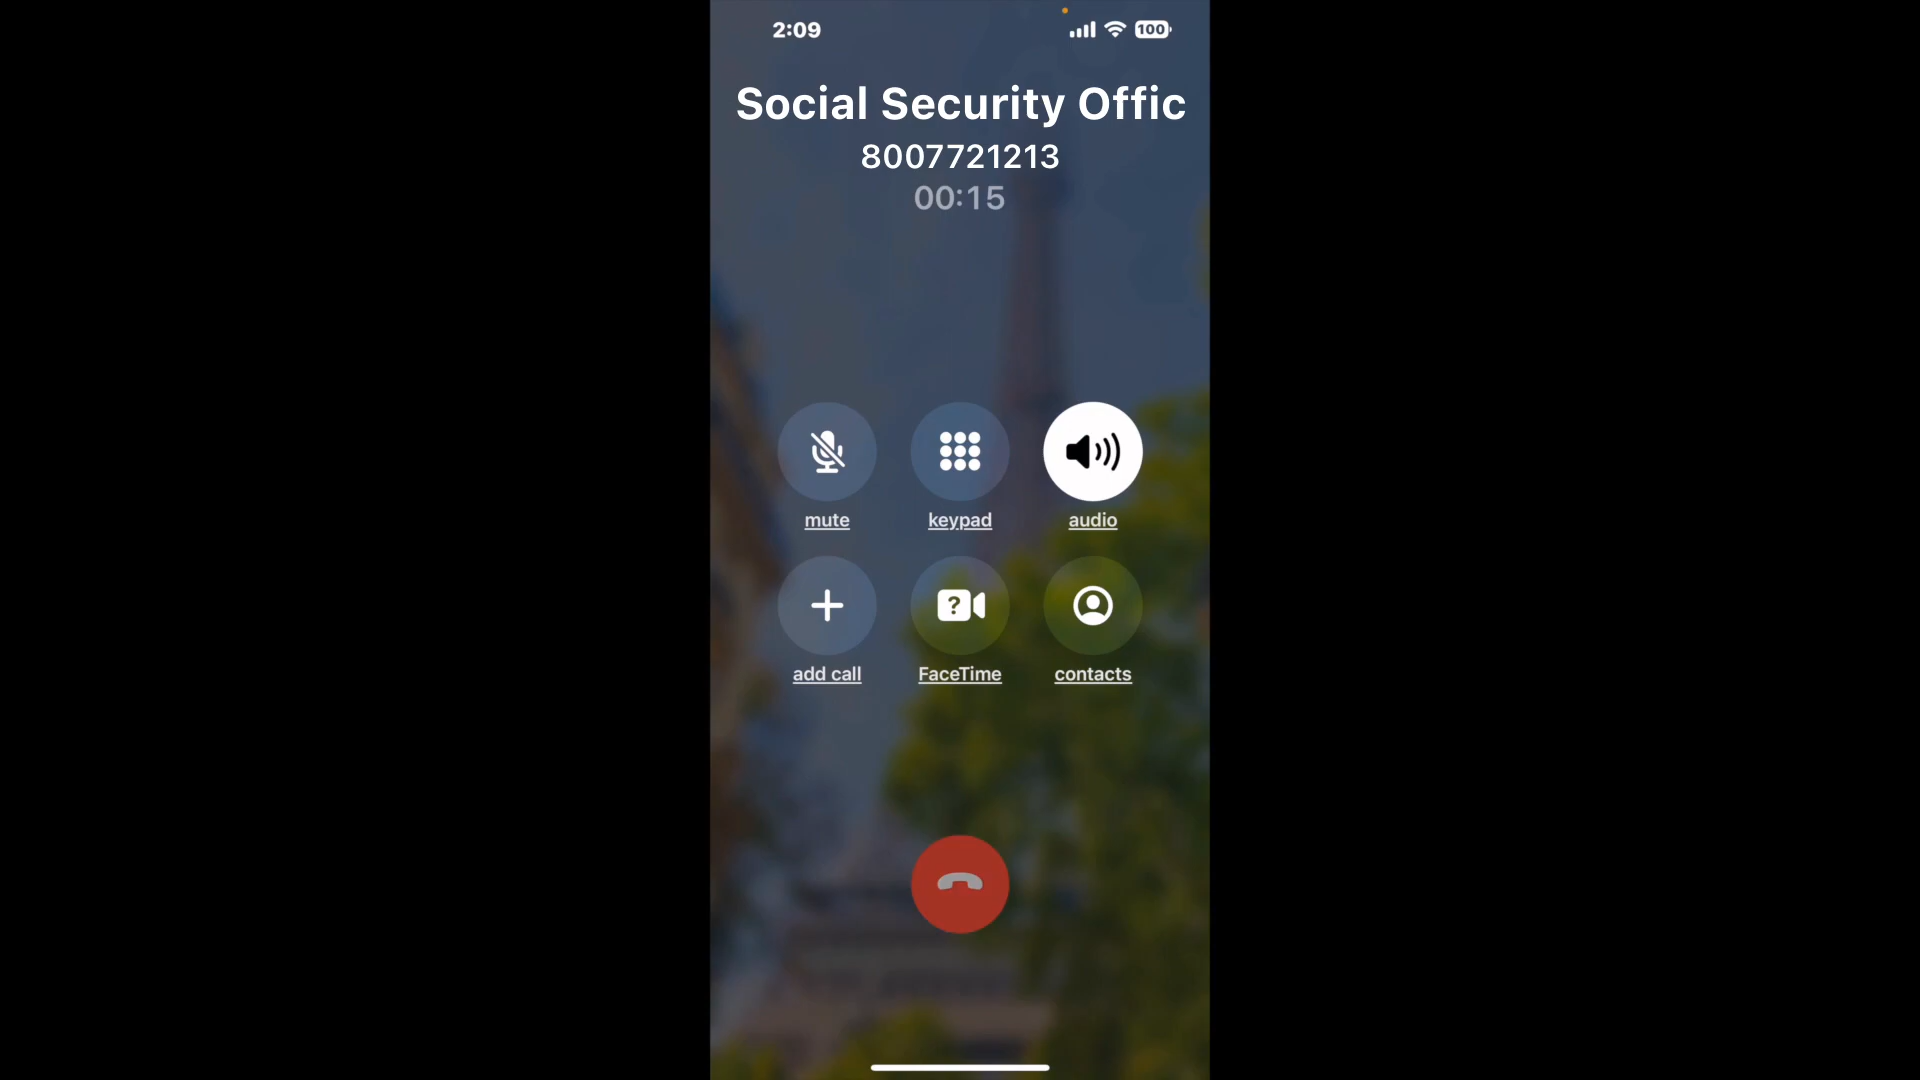 2:09
100
Social Security Offic
8007721213
00:15
mute
keypad
audio
?
add call
FaceTime
contacts